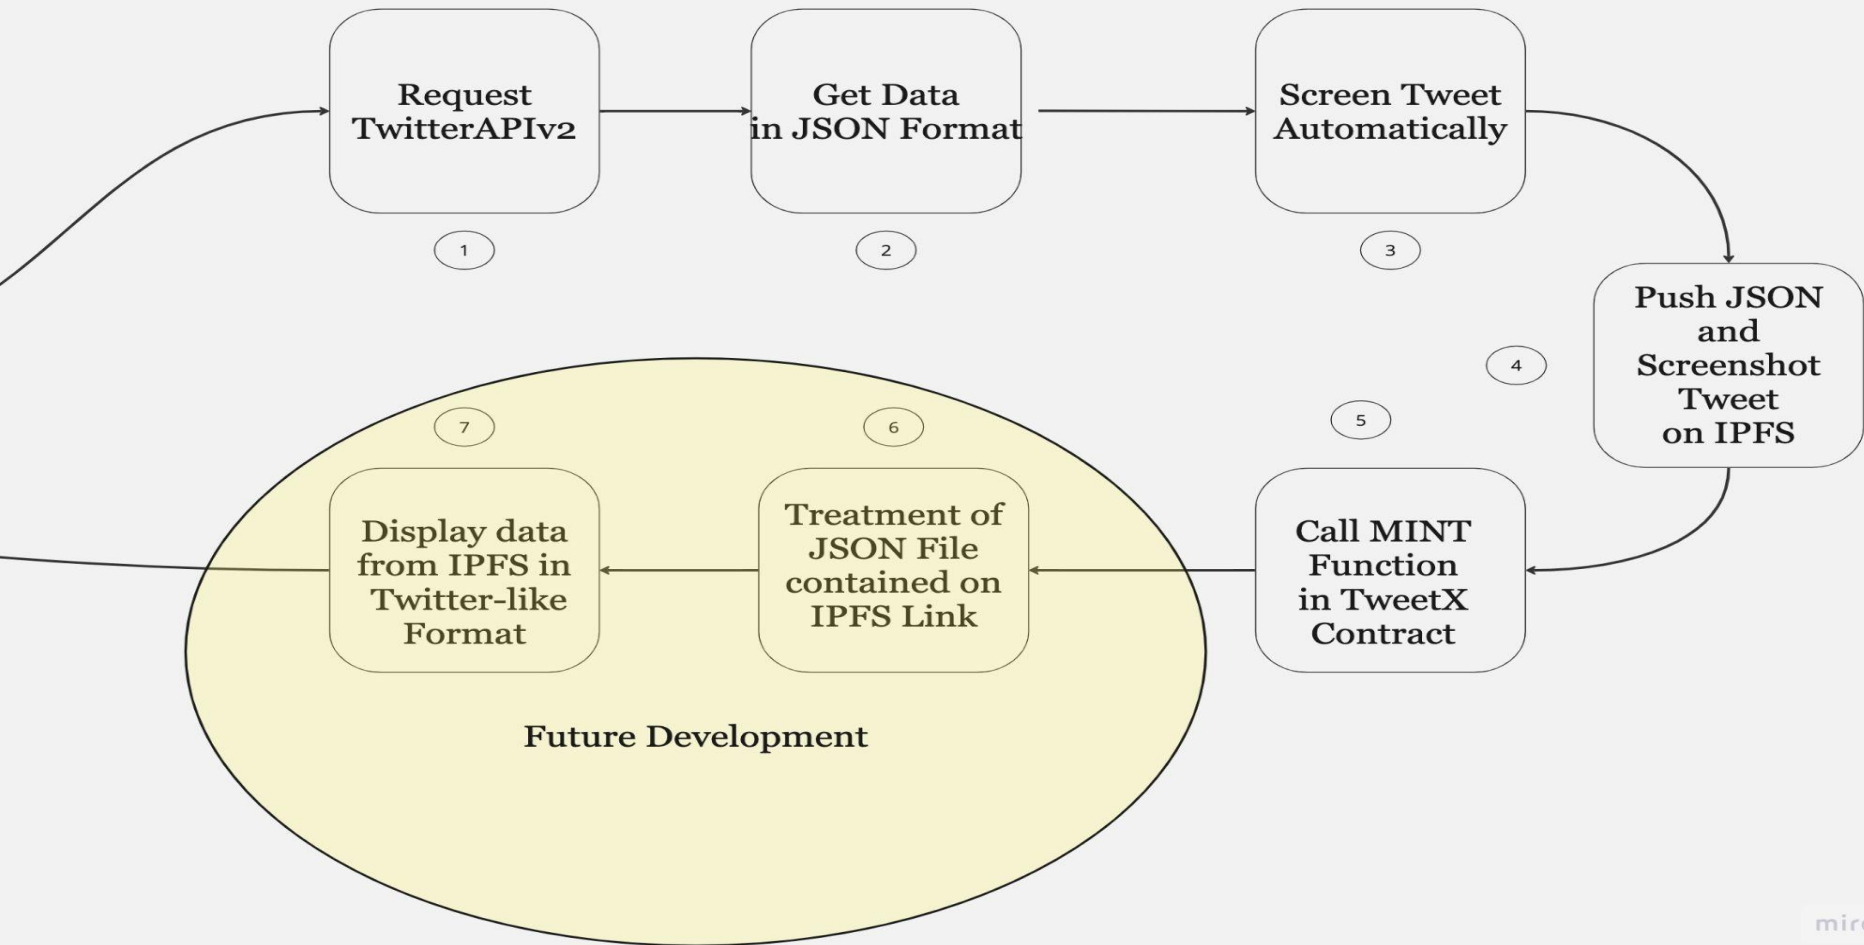 Request
TwitterAPIv2
1
Get Data
in JSON Format
2
Screen Tweet
Automatically
3
Push JSON
and
Screenshot
Tweet
on IPFS
4
5
Call MINT
Function
in TweetX
Contract
6
Treatment of
JSON File
contained on
IPFS Link
7
Display data
from IPFS in
Twitter-like
Format
Future Development